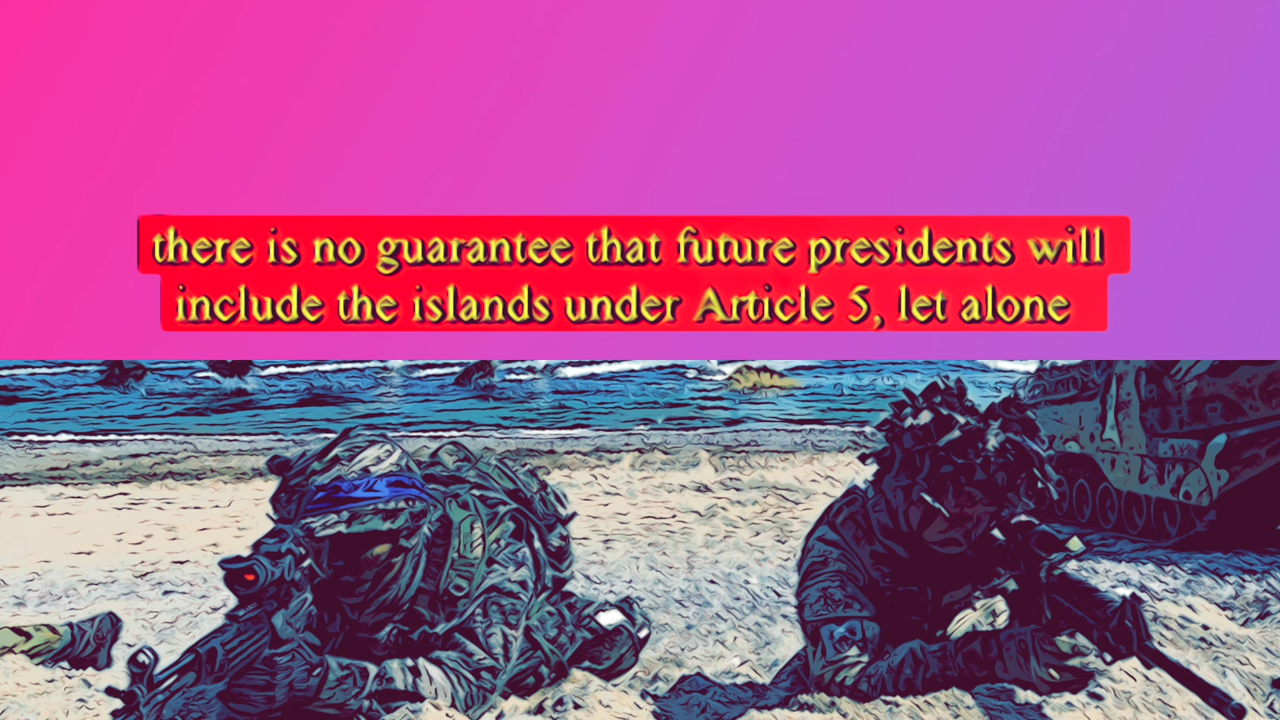 there is no guarantee that future presidents will
include the islands under Article 5, let alone